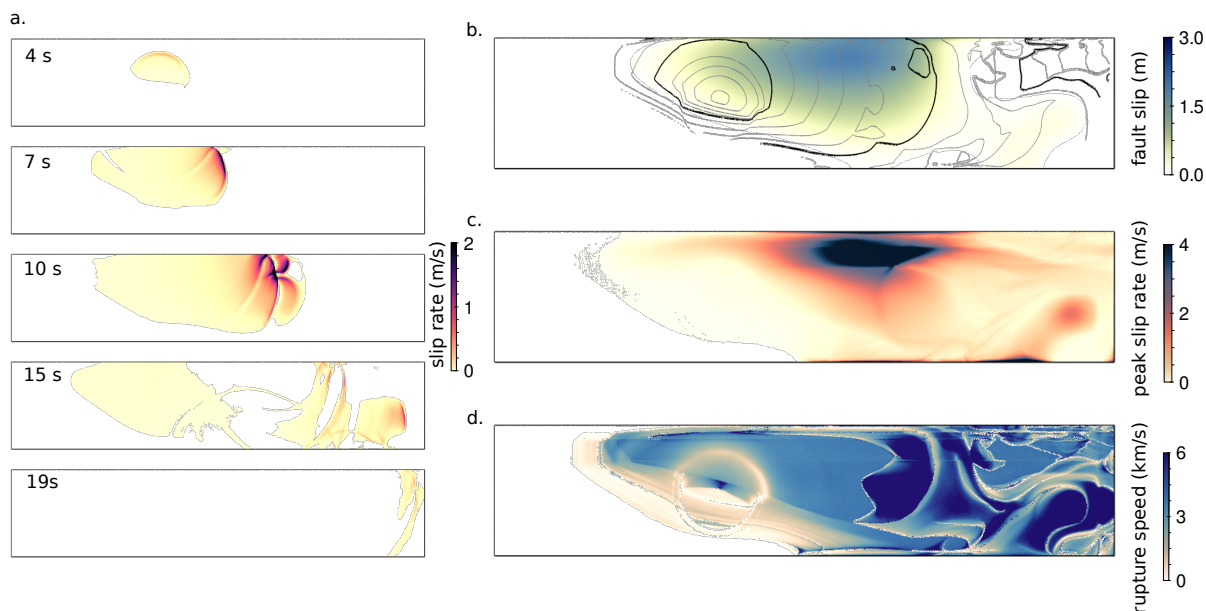 a.
4 s
7 s
10 s
15 s
19s
slip rate (m/s)
2
1
0
b.
fault slip (m)
3.0
1.5
0.0
c.
peak slip rate (m/s)
4
2
0
d.
rupture speed (km/s)
6
3
0